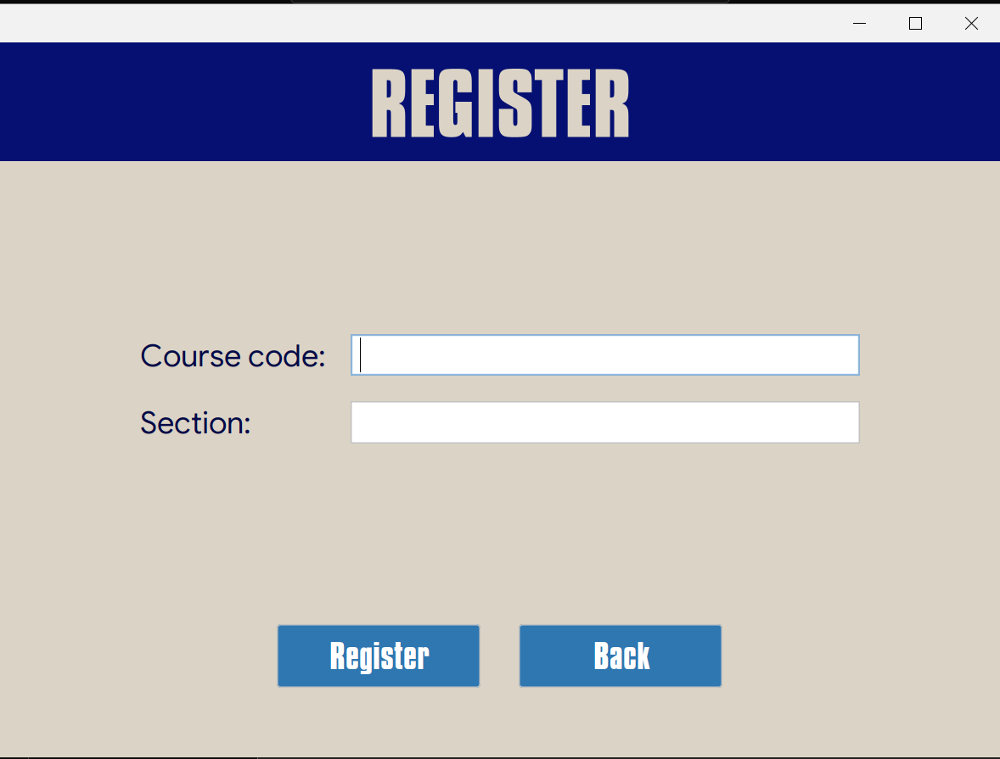 REGISTER
Course code:
Section:
Register
Back